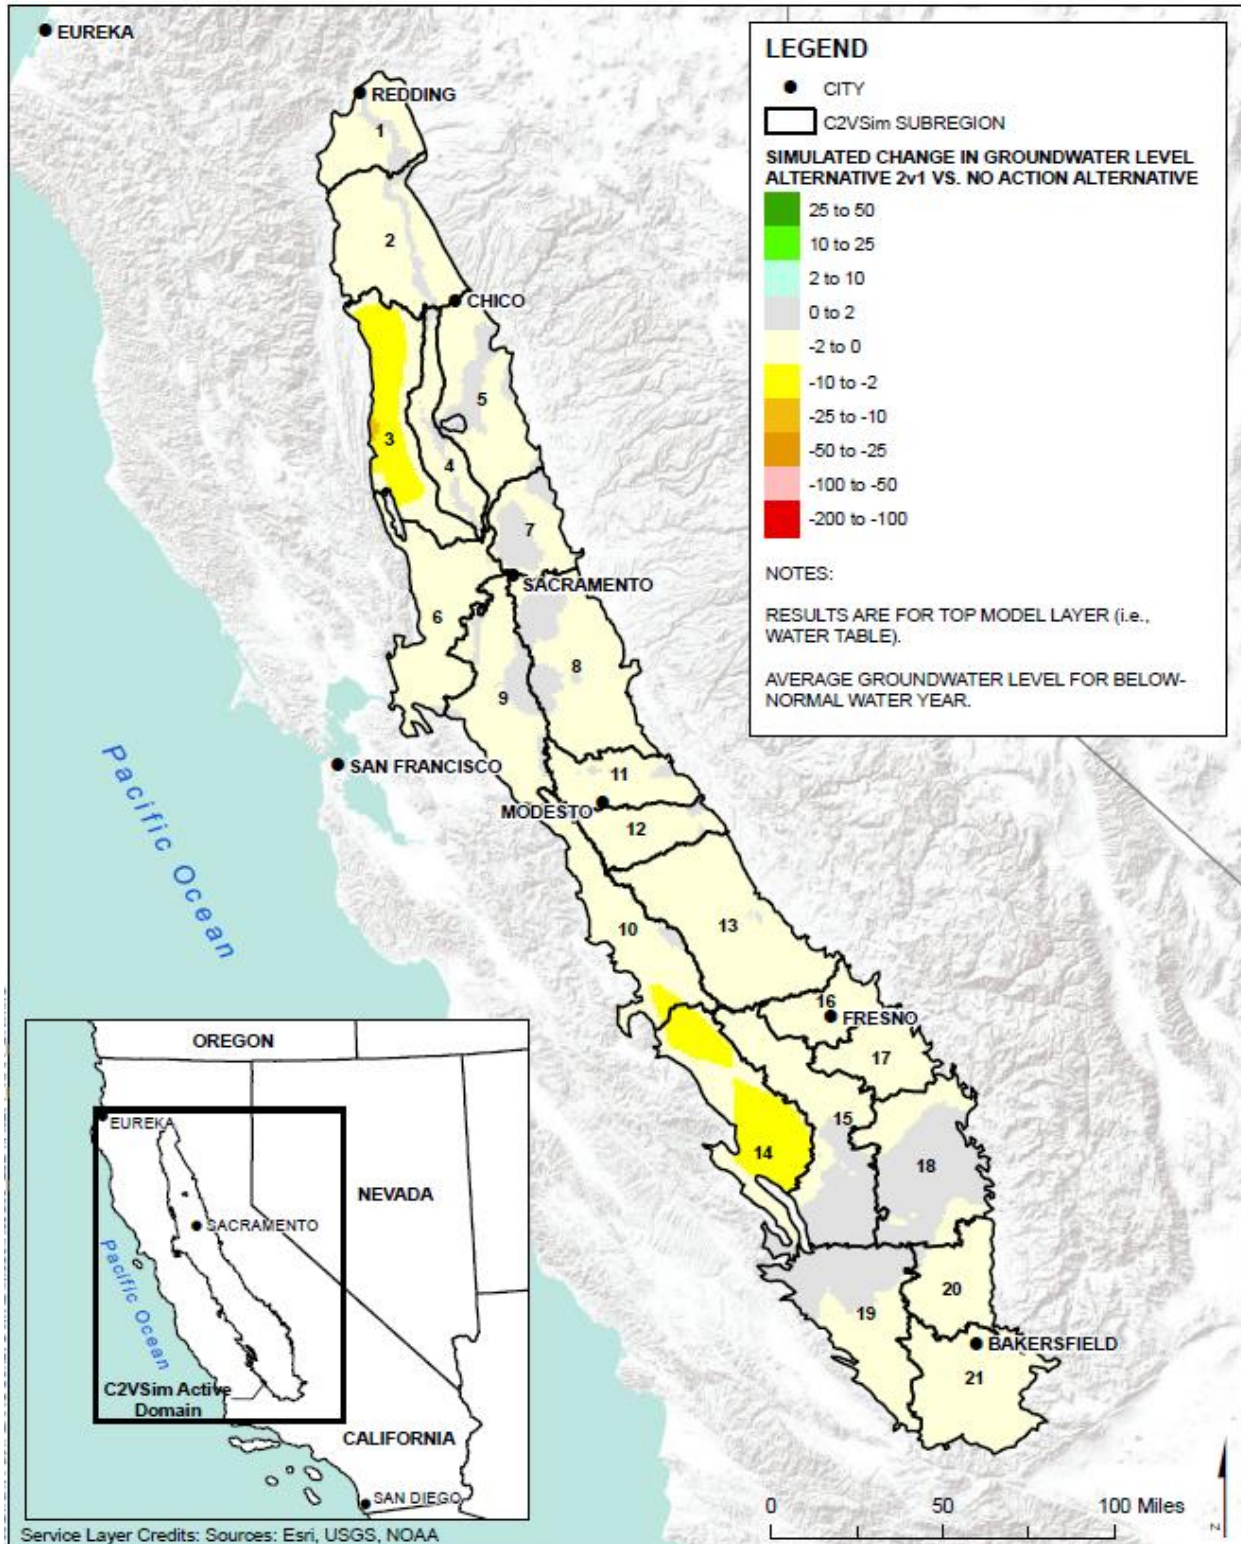 EUREKA
REDDING
1
2
CHICO
3
5
4
7
SACRAMENTO
6
8
9
SAN FRANCISCO
11
MODESTO
12
10
13
16
FRESNO
17
15
14
18
20
19
BAKERSFIELD
21
Pacific Ocean
LEGEND
CITY
C2VSim SUBREGION
SIMULATED CHANGE IN GROUNDWATER LEVEL
ALTERNATIVE 2v1 VS. NO ACTION ALTERNATIVE
25 to 50
10 to 25
2 to 10
0 to 2
-2 to 0
-10 to -2
-25 to -10
-50 to -25
-100 to -50
-200 to -100
NOTES:
RESULTS ARE FOR TOP MODEL LAYER (i.e.,
WATER TABLE).
AVERAGE GROUNDWATER LEVEL FOR BELOW-
NORMAL WATER YEAR.
OREGON
EUREKA
NEVADA
SACRAMENTO
Pacific Ocean
C2VSim Active
Domain
CALIFORNIA
SAN DIEGO
0 50 100 Miles
Z
Service Layer Credits: Sources: Esri, USGS, NOAA